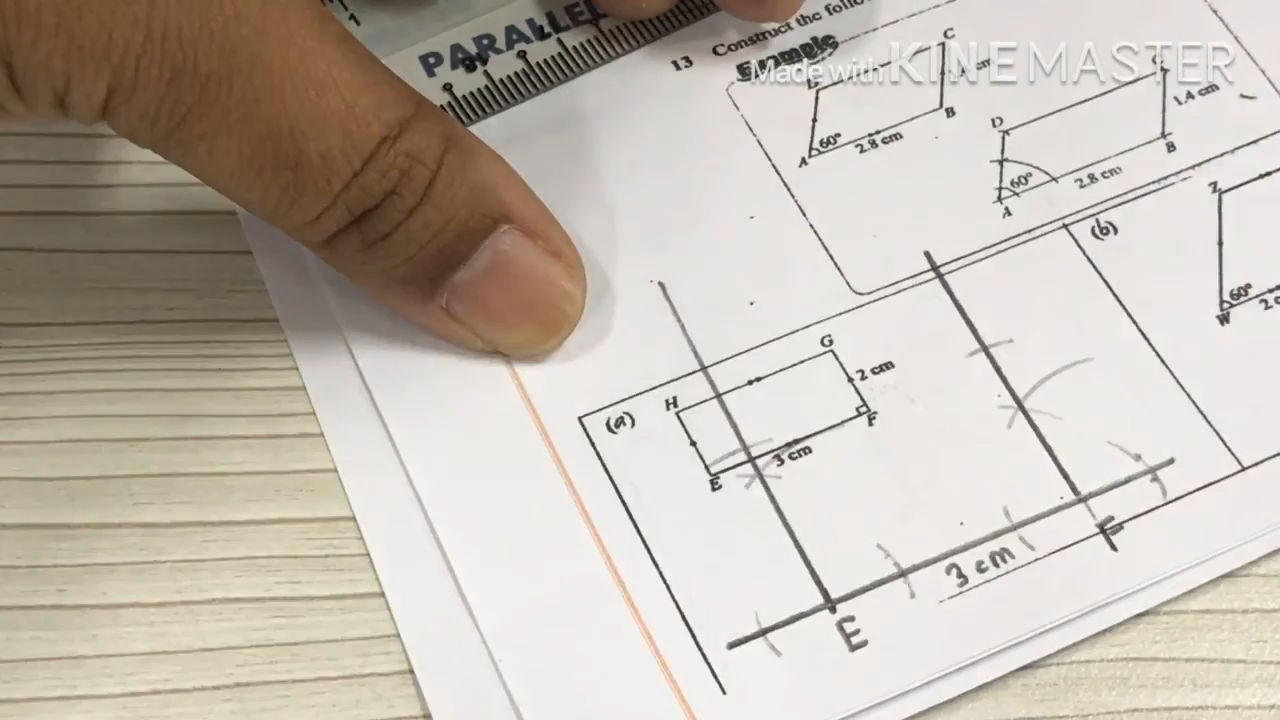 PARALLEL
13 Construct the follo
Example
Made with KINEMASTER
C
cm
60°
A
2.8 cm
B
D
1.4 cm
60°
A
2.8 cm
B
(a)
H
G
2 cm
F
3 cm
E
(b)
Z
60°
W
3 cm
E
F